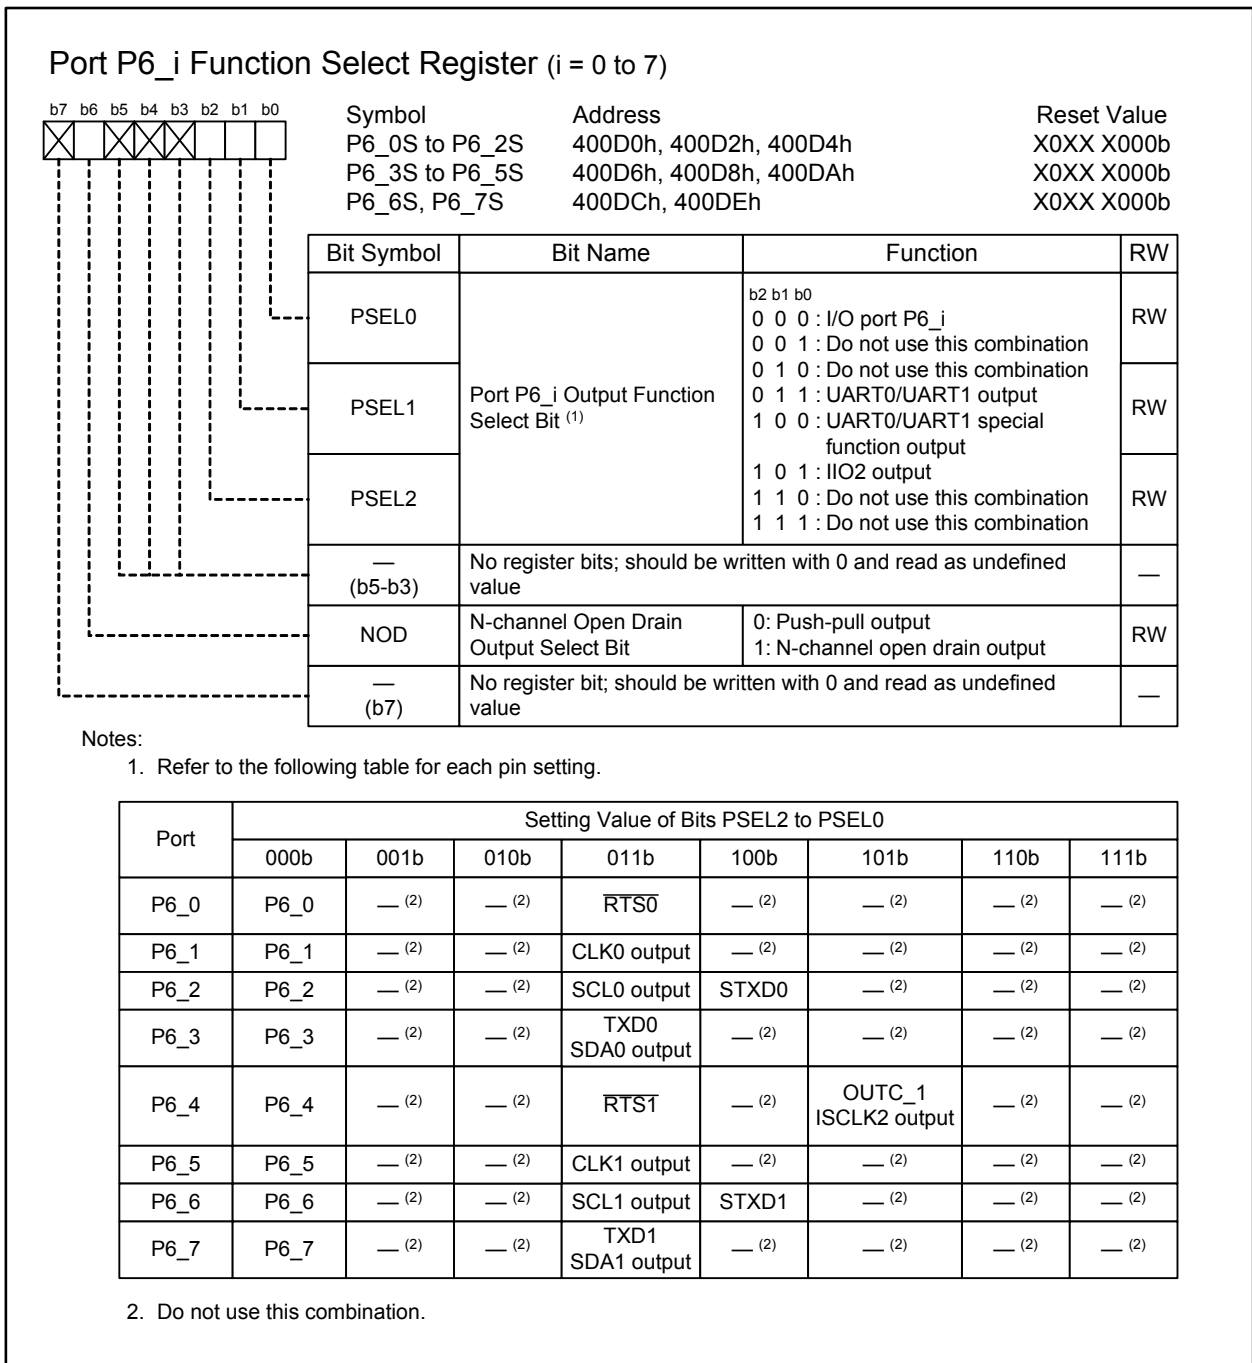 Port P6_i Function Select Register (i = 0 to 7)
b7 b6 b5 b4 b3 b2 b1 b0
Symbol Address Reset Value
P6_0S to P6_2S 400D0h, 400D2h, 400D4h X0XX X000b
P6_3S to P6_5S 400D6h, 400D8h, 400DAh X0XX X000b
P6_6S, P6_7S 400DCh, 400DEh X0XX X000b
Bit Symbol Bit Name Function RW
PSEL0
PSEL1
PSEL2
Port P6_i Output Function
Select Bit (1)
b2 b1 b0
0 0 0 : I/O port P6_i
0 0 1 : Do not use this combination
0 1 0 : Do not use this combination
0 1 1 : UART0/UART1 output
1 0 0 : UART0/UART1 special
function output
1 0 1 : IIO2 output
1 1 0 : Do not use this combination
1 1 1 : Do not use this combination
RW
RW
RW
—
(b5-b3)
No register bits; should be written with 0 and read as undefined
value
—
NOD
N-channel Open Drain
Output Select Bit
0: Push-pull output
1: N-channel open drain output
RW
—
(b7)
No register bit; should be written with 0 and read as undefined
value
—
Notes:
1. Refer to the following table for each pin setting.
Port
Setting Value of Bits PSEL2 to PSEL0
000b 001b 010b 011b 100b 101b 110b 111b
P6_0 P6_0 — (2) — (2) RTS0 — (2) — (2) — (2) — (2)
P6_1 P6_1 — (2) — (2) CLK0 output — (2) — (2) — (2) — (2)
P6_2 P6_2 — (2) — (2) SCL0 output STXD0 — (2) — (2) — (2)
P6_3 P6_3 — (2) — (2) TXD0
SDA0 output — (2) — (2) — (2) — (2)
P6_4 P6_4 — (2) — (2) RTS1 — (2) OUTC_1
ISCLK2 output — (2) — (2)
P6_5 P6_5 — (2) — (2) CLK1 output — (2) — (2) — (2) — (2)
P6_6 P6_6 — (2) — (2) SCL1 output STXD1 — (2) — (2) — (2)
P6_7 P6_7 — (2) — (2) TXD1
SDA1 output — (2) — (2) — (2) — (2)
2. Do not use this combination.